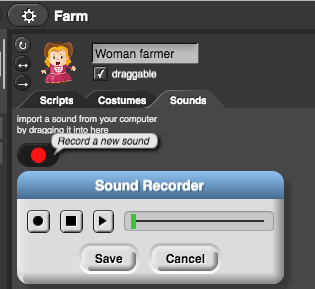 Farm
Woman farmer
draggable
Scripts Costumes Sounds
import a sound from your computer
by dragging it into here
Record a new sound
Sound Recorder
Save Cancel